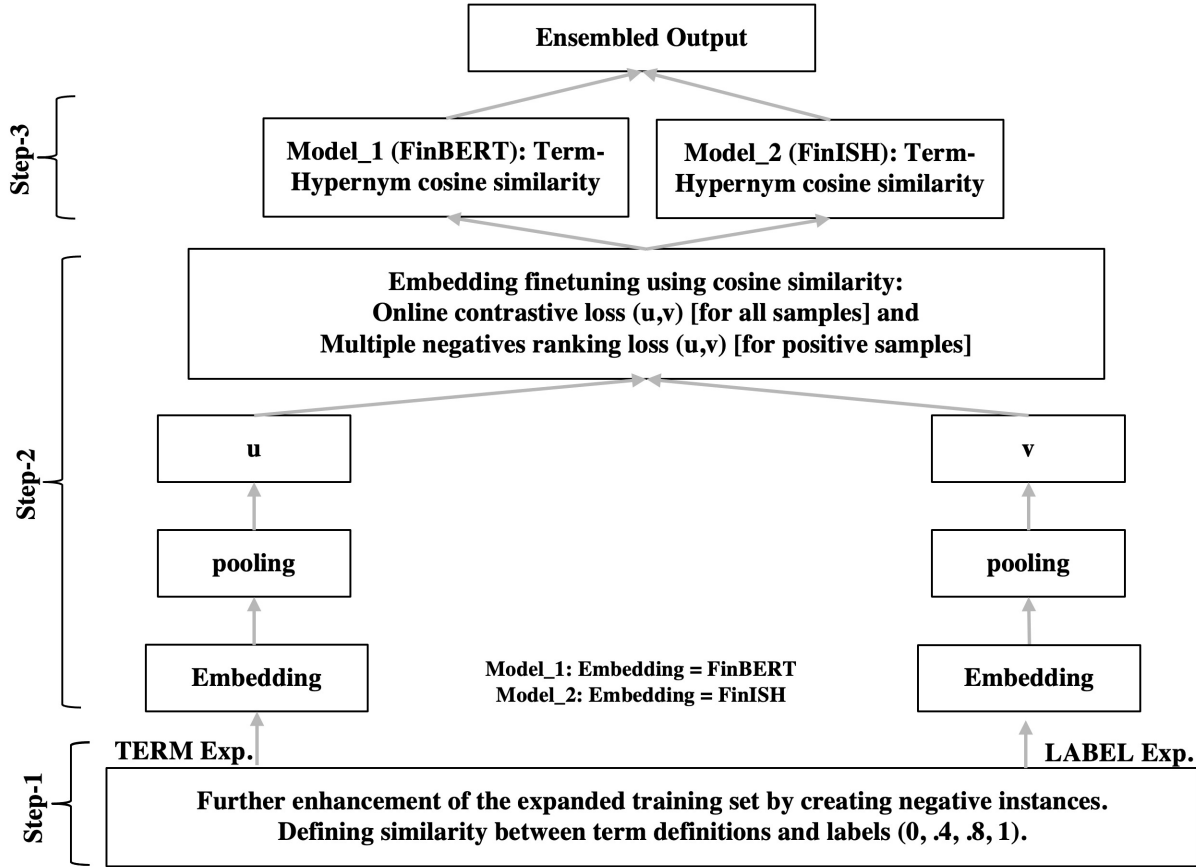 Ensembled Output
Step-3
Model_1 (FinBERT): Term-
Hypernym cosine similarity
Model_2 (FinISH): Term-
Hypernym cosine similarity
Embedding finetuning using cosine similarity:
Online contrastive loss (u,v) [for all samples] and
Multiple negatives ranking loss (u,v) [for positive samples]
Step-2
u
v
pooling
pooling
Embedding
Model_1: Embedding = FinBERT
Model_2: Embedding = FinISH
Embedding
TERM Exp.
LABEL Exp.
Step-1
Further enhancement of the expanded training set by creating negative instances.
Defining similarity between term definitions and labels (0, .4, .8, 1).